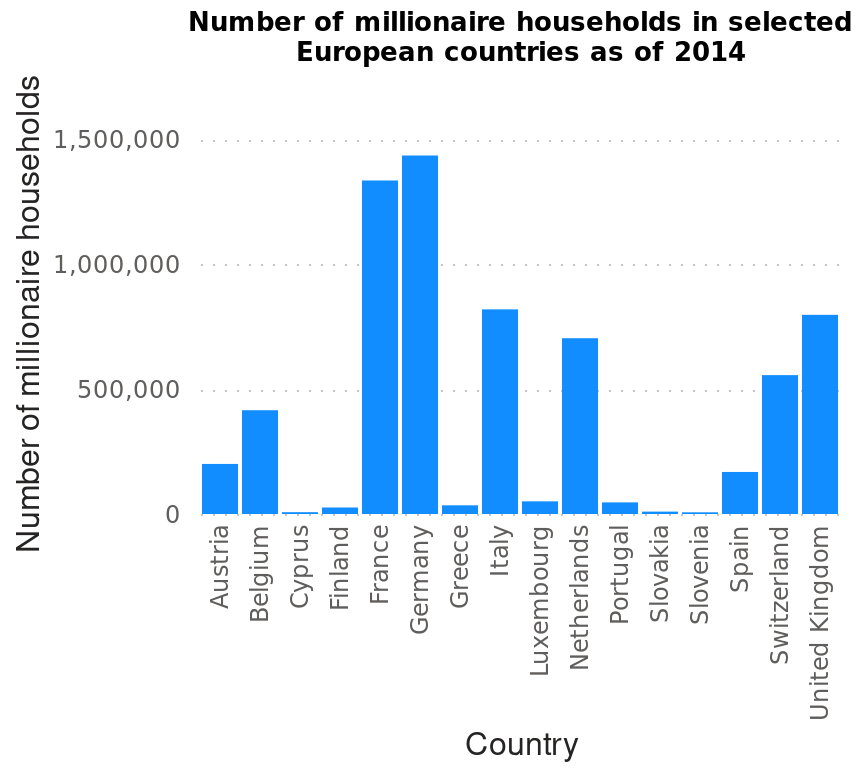 Number of millionaire households in selected
European countries as of 2014
Number of millionaire households
1,500,000
1,000,000
500,000
0
Austria
Belgium
Cyprus
Finland
France
Germany
Greece
Italy
Luxembourg
Netherlands
Portugal
Slovakia
Slovenia
Spain
Switzerland
United Kingdom
Country